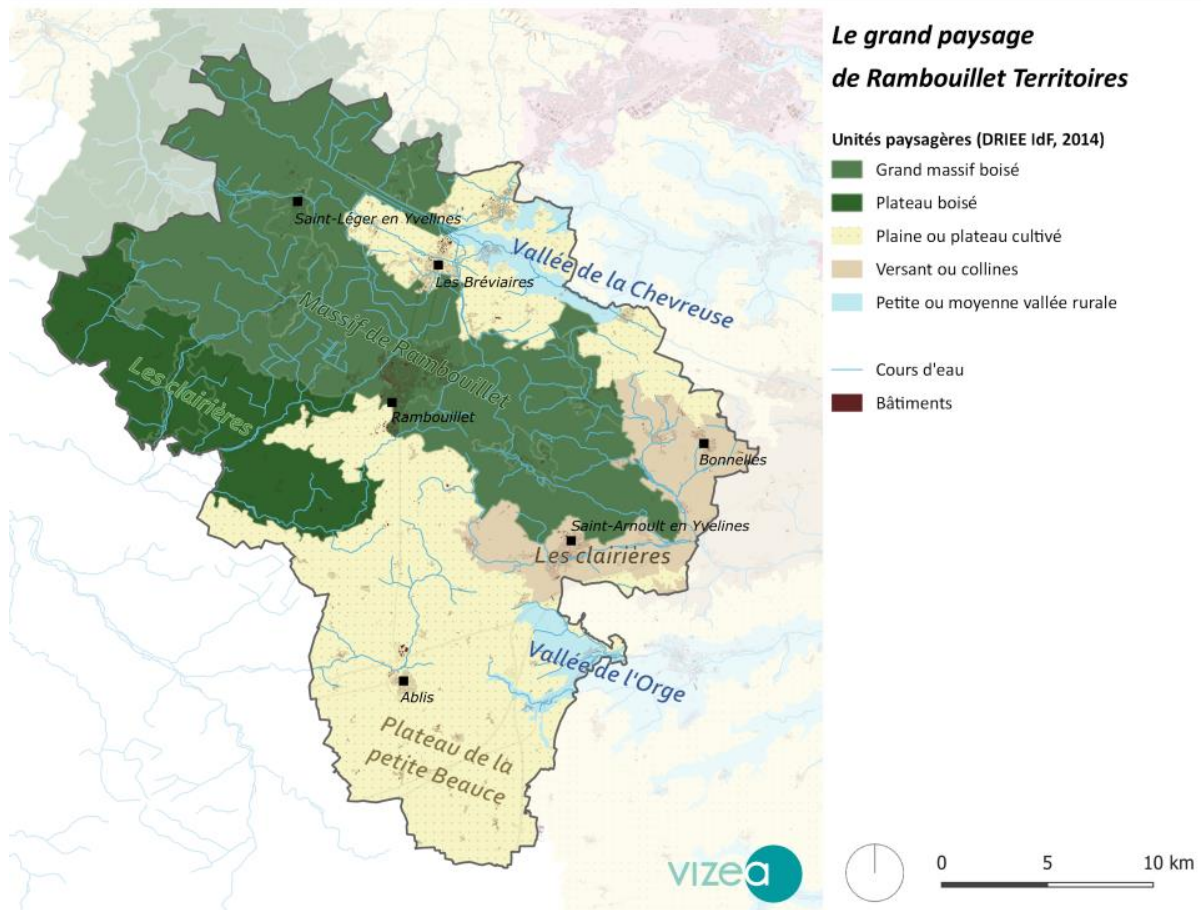 Le grand paysage
de Rambouillet Territoires
Unités paysagères (DRIEE IdF, 2014)
Grand massif boisé
Plateau boisé
Plaine ou plateau cultivé
Versant ou collines
Petite ou moyenne vallée rurale
Cours d'eau
Bâtiments
Saint-Léger en Yvelines
Vallée de la Chevreuse
Les Bréviaires
Massif de Rambouillet
Les clairières
Rambouillet
Bonnelles
Saint-Arnoult en Yvelines
Les clairières
Vallée de l'Orge
Ablis
Plateau de la
petite Beauce
vizea
0 5 10 km